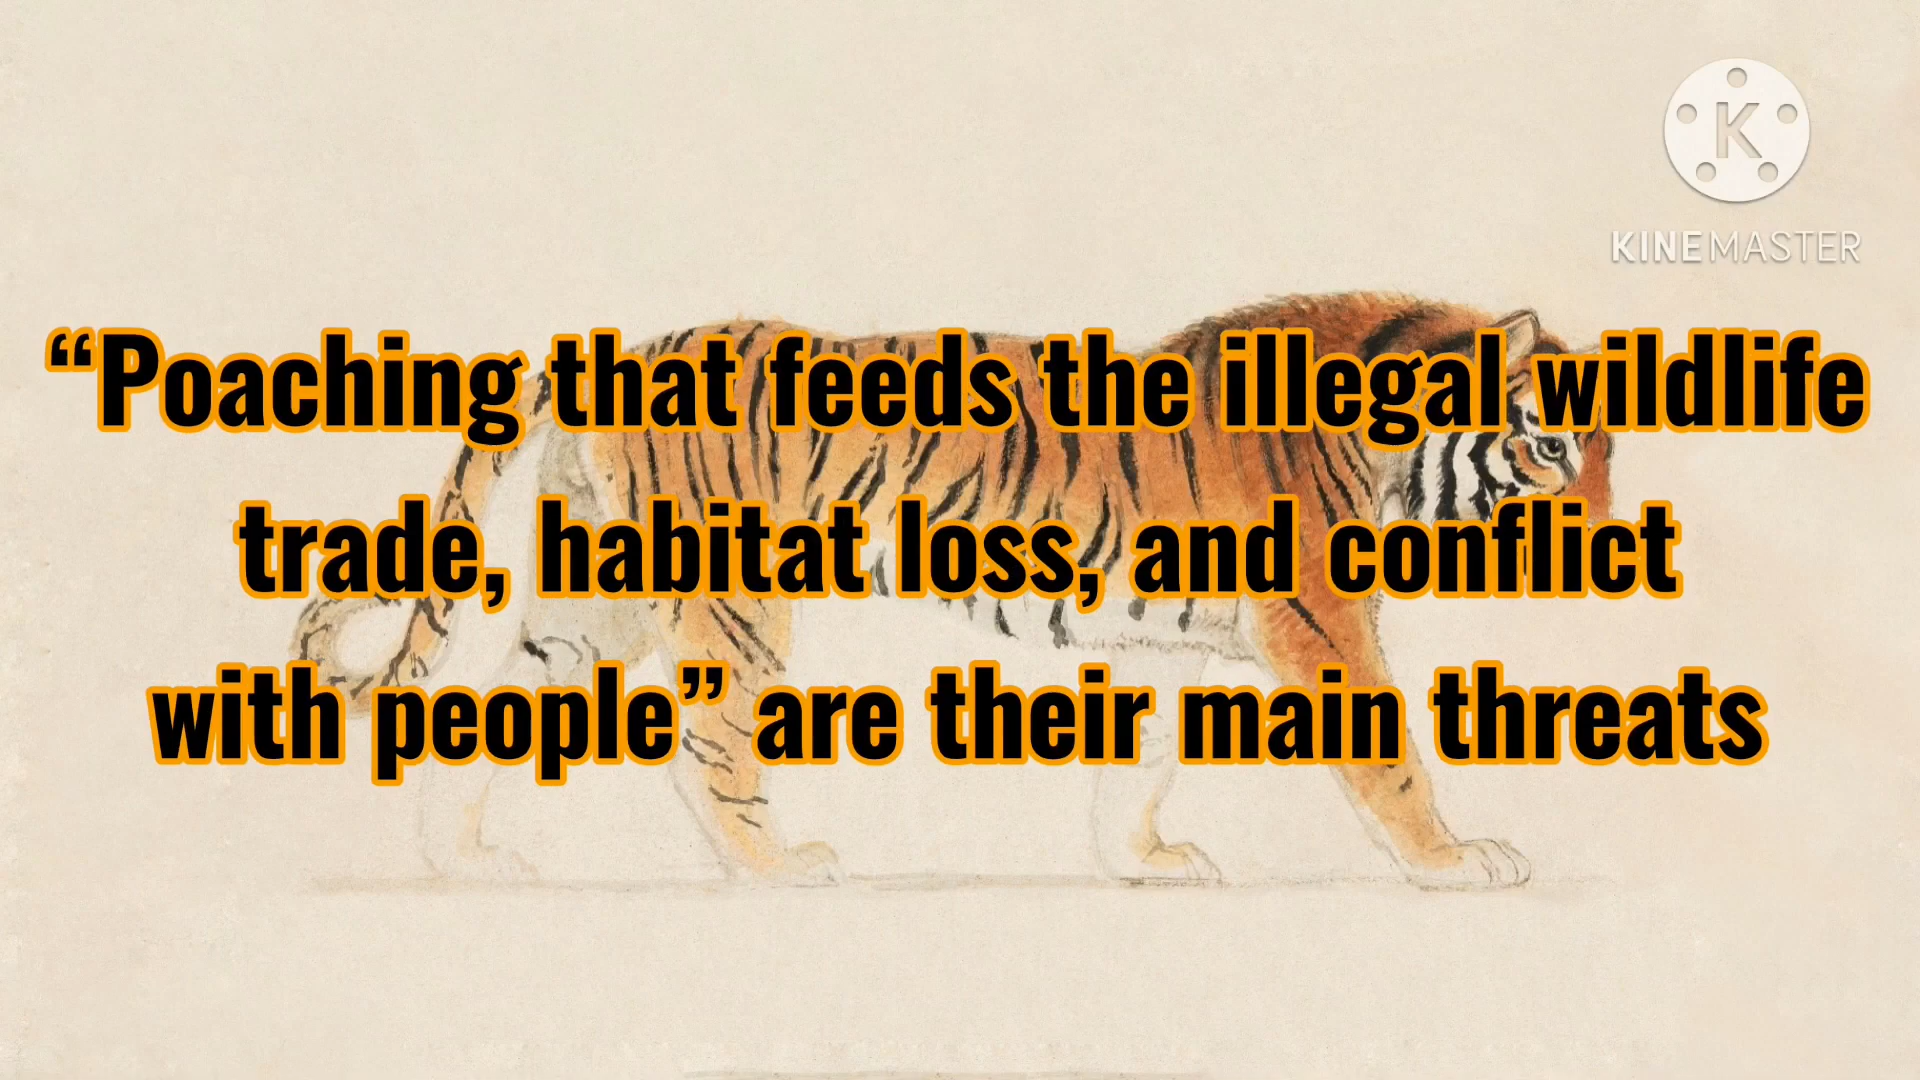 K
KINEMASTER
“Poaching that feeds the illegal wildlife
trade, habitat loss, and conflict
with people” are their main threats